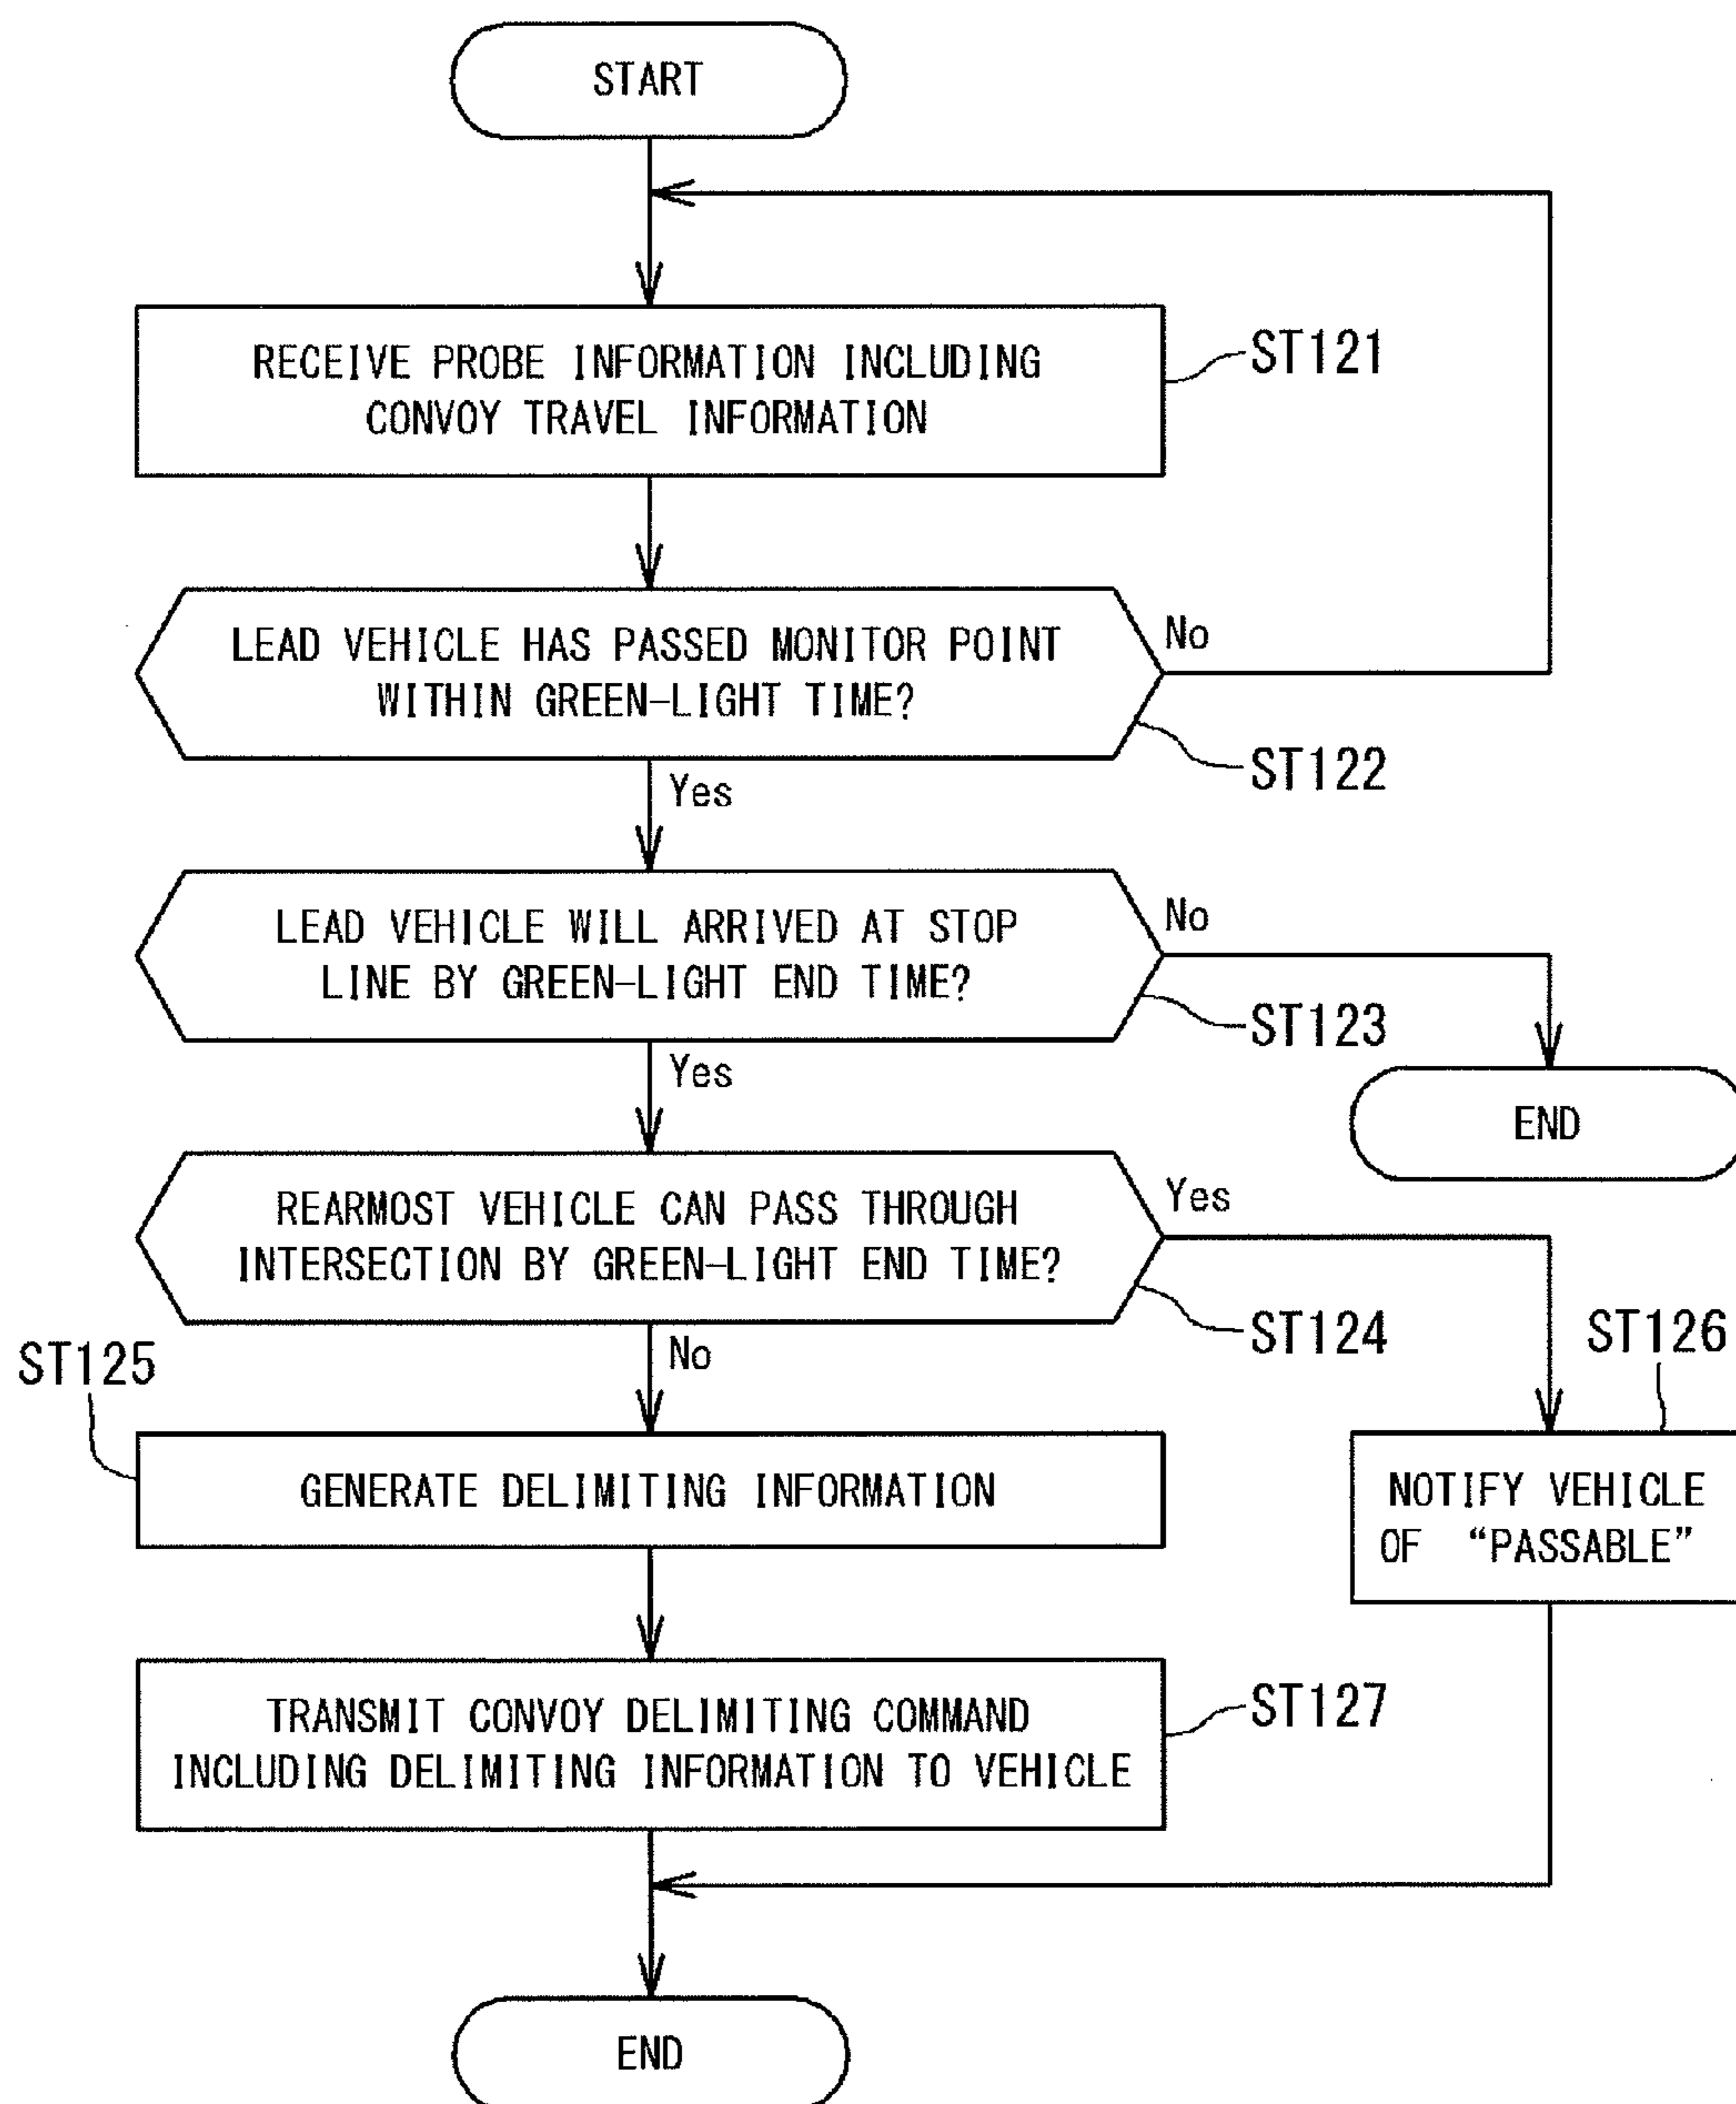 START
RECEIVE PROBE INFORMATION INCLUDING
CONVOY TRAVEL INFORMATION
ST121
LEAD VEHICLE HAS PASSED MONITOR POINT
WITHIN GREEN-LIGHT TIME?
No
ST122
Yes
LEAD VEHICLE WILL ARRIVED AT STOP
LINE BY GREEN-LIGHT END TIME?
No
ST123
Yes
END
REARMOST VEHICLE CAN PASS THROUGH
INTERSECTION BY GREEN-LIGHT END TIME?
Yes
ST124
ST126
ST125
No
GENERATE DELIMITING INFORMATION
NOTIFY VEHICLE
OF “PASSABLE”
TRANSMIT CONVOY DELIMITING COMMAND
INCLUDING DELIMITING INFORMATION TO VEHICLE
ST127
END